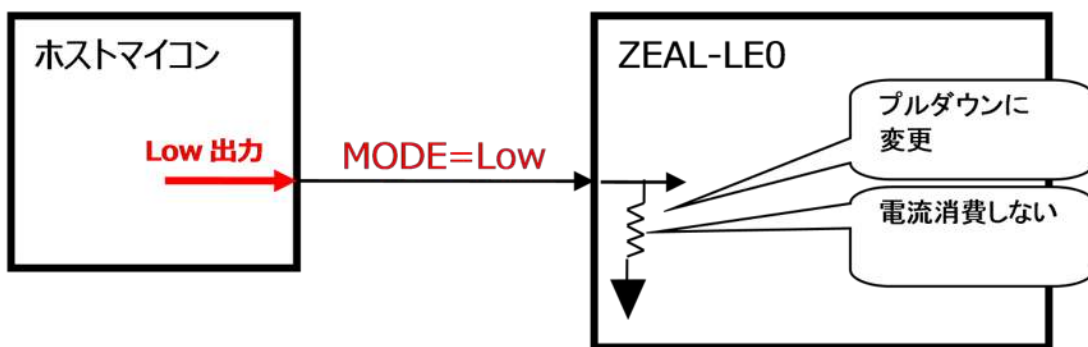 ホストマイコン
Low 出力
MODE=Low
ZEAL-LE0
プルダウンに
変更
電流消費しない